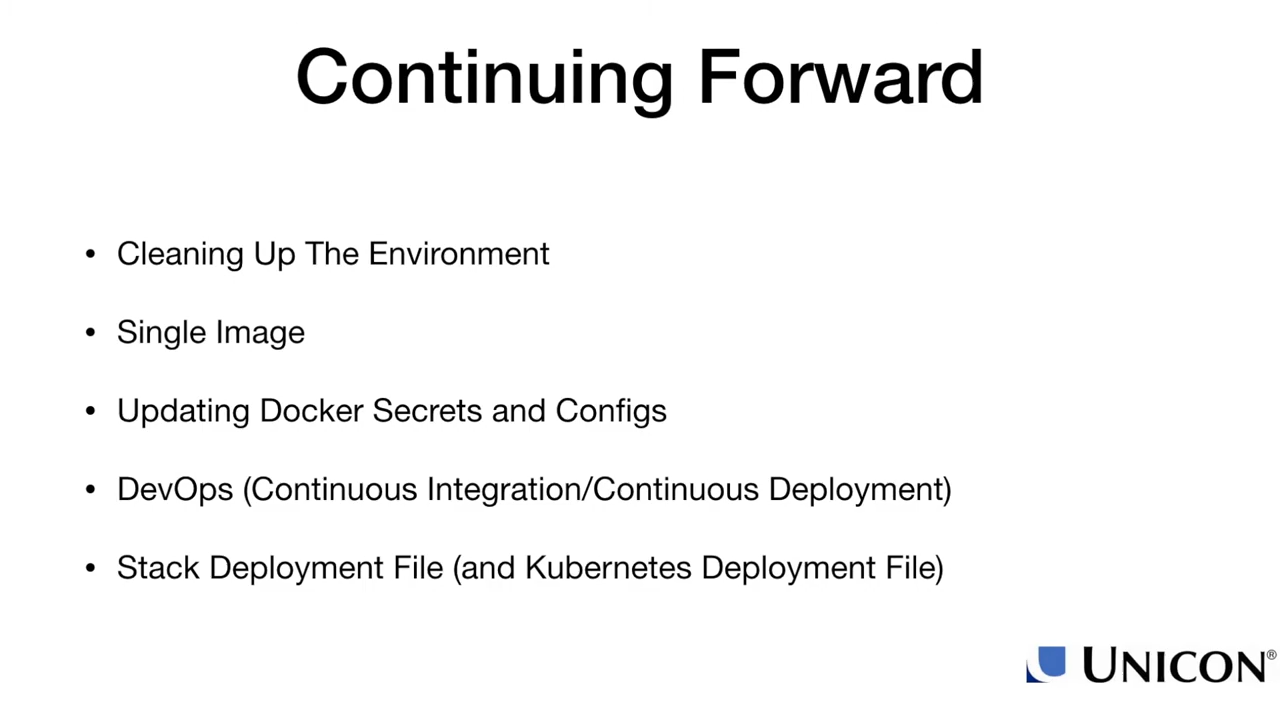 Continuing Forward
• Cleaning Up The Environment
• Single Image
• Updating Docker Secrets and Configs
• DevOps (Continuous Integration/Continuous Deployment)
• Stack Deployment File (and Kubernetes Deployment File)
UNICON®